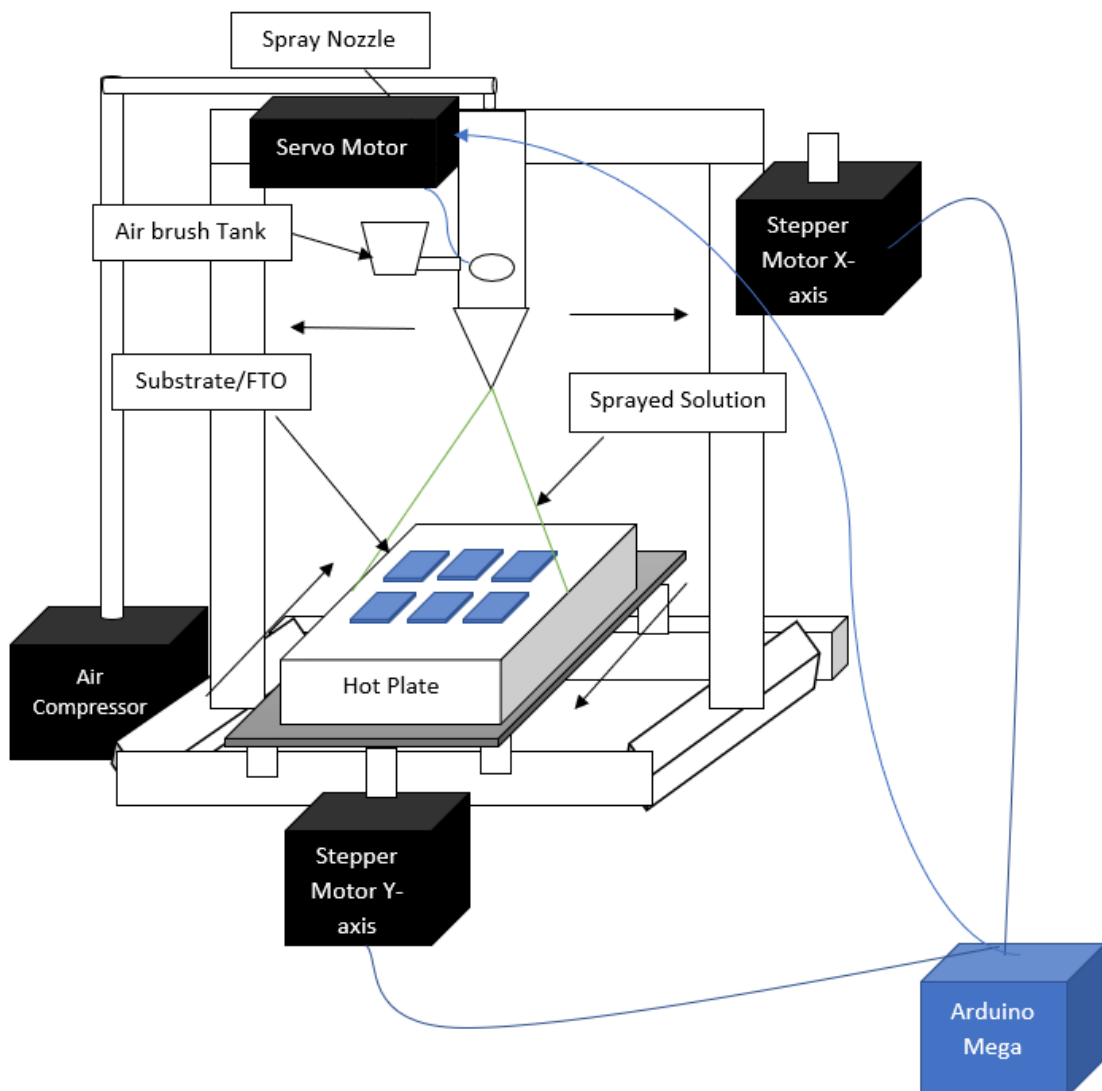 Spray Nozzle
Servo Motor
Air brush Tank
Stepper
Motor X-
axis
Substrate/FTO
Sprayed Solution
Air
Compressor
Hot Plate
Stepper
Motor Y-
axis
Arduino
Mega